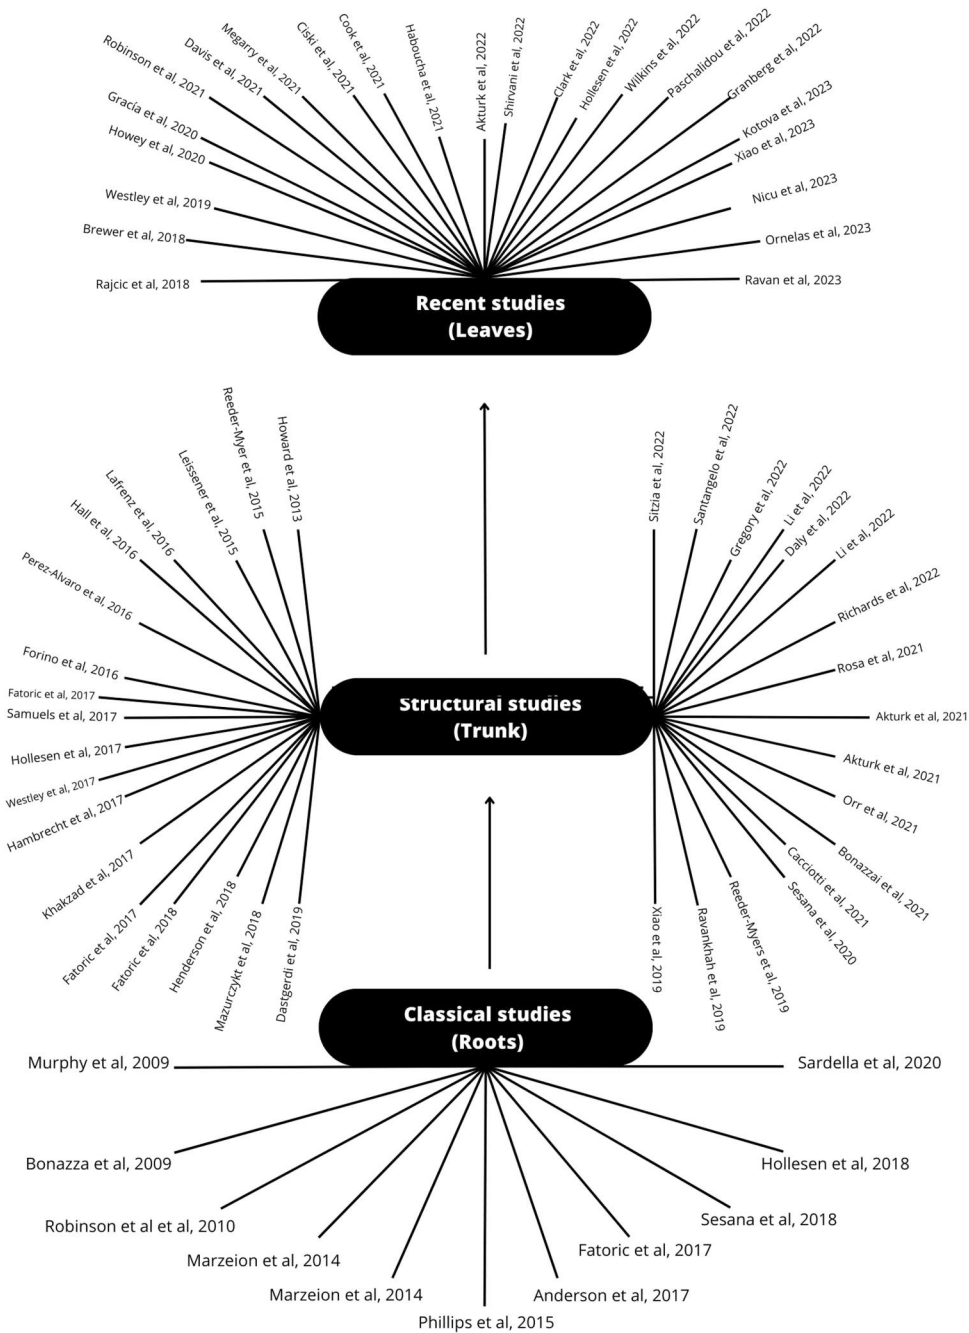 Rajcic et al, 2018
Brewer et al, 2018
Westley et al, 2019
Howey et al, 2020
Gracía et al, 2020
Robinson et al, 2021
Davis et al, 2021
Megarry et al, 2021
Ciski et al, 2021
Cook et al, 2021
Haboucha et al, 2021
Akturk et al, 2022
Shirvani et al, 2022
Clark et al, 2022
Hollesen et al, 2022
Wilkins et al, 2022
Paschalidou et al, 2022
Granberg et al, 2022
Kotova et al, 2023
Xiao et al, 2023
Nicu et al, 2023
Ornelas et al, 2023
Ravan et al, 2023
Recent studies
(Leaves)
Howard et al, 2013
Reeder-Myer et al, 2015
Leissener et al, 2015
Lafrenz et al, 2016
Hall et al, 2016
Perez-Alvaro et al, 2016
Forino et al, 2016
Fatoric et al, 2017
Samuels et al, 2017
Hollesen et al, 2017
Westley et al, 2017
Hambrecht et al, 2017
Khakzad et al, 2017
Fatoric et al, 2017
Fatoric et al, 2018
Henderson et al, 2018
Mazurczykt et al, 2018
Dastgerdi et al, 2019
Structural studies
(Trunk)
Sitzia et al, 2022
Santangelo et al, 2022
Gregory et al, 2022
Li et al, 2022
Daly et al, 2022
Li et al, 2022
Richards et al, 2022
Rosa et al, 2021
Akturk et al, 2021
Akturk et al, 2021
Orr et al, 2021
Bonazzai et al, 2021
Cacciotti et al, 2021
Sesana et al, 2020
Reeder-Myers et al, 2019
Ravankhah et al, 2019
Xiao et al, 2019
Classical studies
(Roots)
Murphy et al, 2009
Bonazza et al, 2009
Robinson et al et al, 2010
Marzeion et al, 2014
Marzeion et al, 2014
Phillips et al, 2015
Anderson et al, 2017
Fatoric et al, 2017
Sesana et al, 2018
Hollesen et al, 2018
Sardella et al, 2020